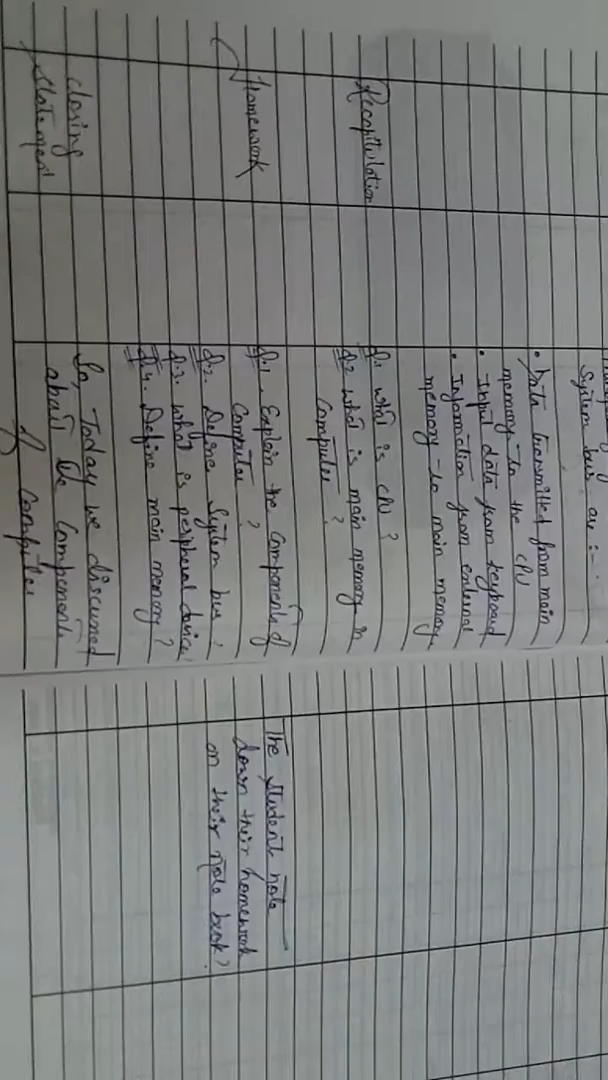 System bus as :-
• Data transmitted from main
memory to the CPU
• Input data from keyboard
• Information from external
memory to main memory
Recapitulation
Q1. What is CPU?
Q2. What is main memory in
Computer?
Homework
Q1. Explain the Components of
Computer?
Q2. Define System bus?
Q3. What is peripheral device?
Q4. Define main memory?
The student note
down their homework
on their note book?
Closing
Statement
So, Today we discussed
about the Components
of Computer